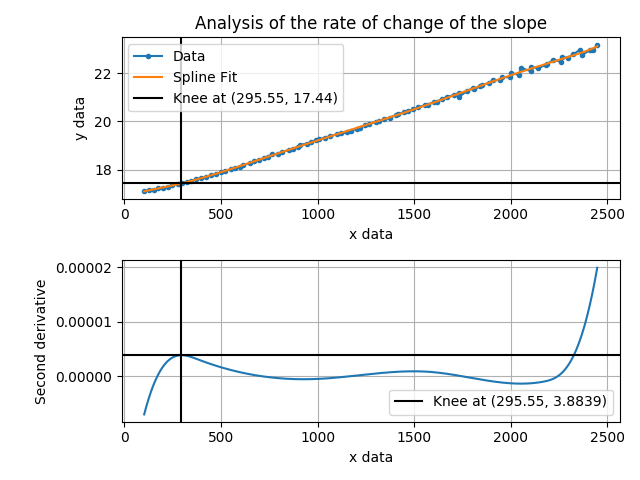 Analysis of the rate of change of the slope
Data
Spline Fit
Knee at (295.55, 17.44)
y data
22
20
18
0 500 1000 1500 2000 2500
x data
Second derivative
0.00002
0.00001
0.00000
Knee at (295.55, 3.8839)
0 500 1000 1500 2000 2500
x data